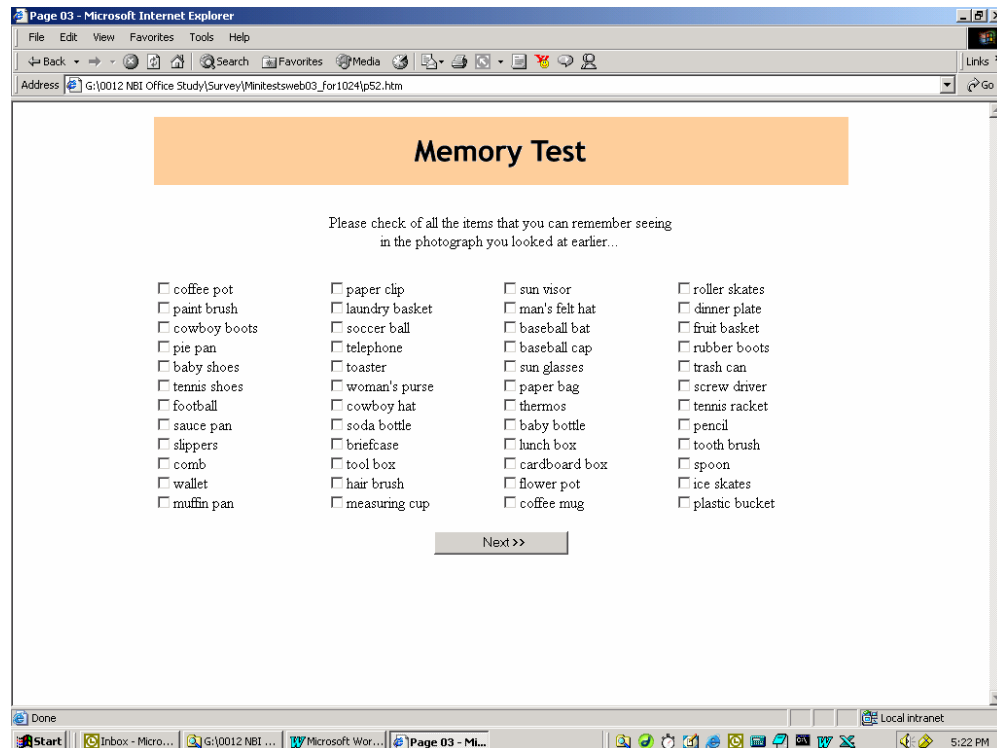 Page 03 - Microsoft Internet Explorer
File Edit View Favorites Tools Help
Back Search Favorites Media Links
Address G:\0012 NBI Office Study\Survey\Minitestsweb03_for1024\p52.htm Go
Memory Test
Please check of all the items that you can remember seeing
in the photograph you looked at earlier...
coffee pot paper clip sun visor roller skates
paint brush laundry basket man's felt hat dinner plate
cowboy boots soccer ball baseball bat fruit basket
pie pan telephone baseball cap rubber boots
baby shoes toaster sun glasses trash can
tennis shoes woman's purse paper bag screw driver
football cowboy hat thermos tennis racket
sauce pan soda bottle baby bottle pencil
slippers briefcase lunch box tooth brush
comb tool box cardboard box spoon
wallet hair brush flower pot ice skates
muffin pan measuring cup coffee mug plastic bucket
Next >>
Done Local intranet
Start Inbox - Micro... G:\0012 NBI ... Microsoft Wor... Page 03 - Mi... 5:22 PM